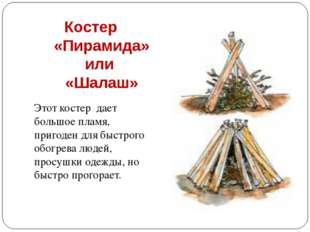 Костер
«Пирамида»
или
«Шалаш»
Этот костер дает
большое пламя,
пригоден для быстрого
обогрева людей,
просушки одежды, но
быстро прогорает.